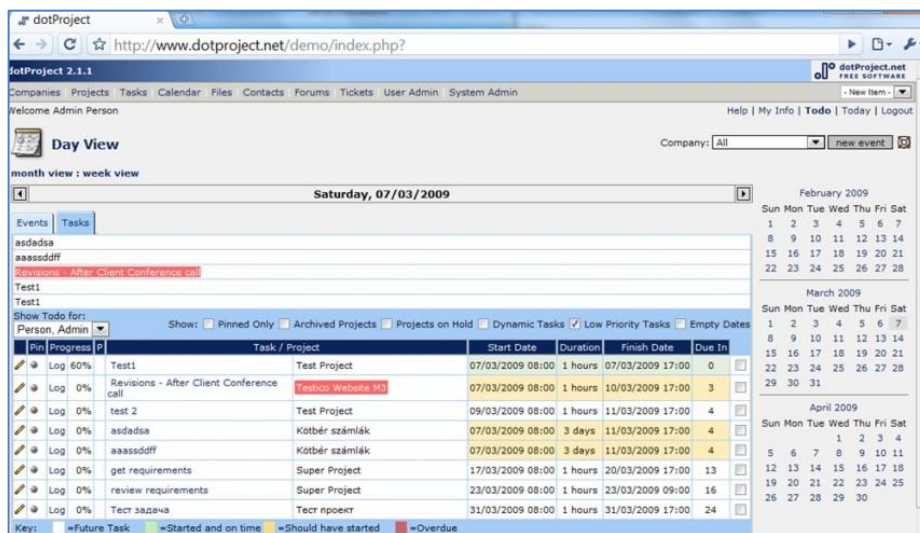 dotProject
http://www.dotproject.net/demo/index.php?
dotProject 2.1.1
dotProject.net
FREE SOFTWARE
Companies Projects Tasks Calendar Files Contacts Forums Tickets User Admin System Admin
- New Item -
Welcome Admin Person
Help | My Info | Todo | Today | Logout
Day View
Company: All
new event
month view : week view
Saturday, 07/03/2009
Events Tasks
asdadsa
aaassddff
Revisions - After Client Conference call
Test1
Test1
Show Todo for:
Person, Admin
Show: Pinned Only Archived Projects Projects on Hold Dynamic Tasks Low Priority Tasks Empty Dates
Pin Progress P Task / Project Start Date Duration Finish Date Due In
Log 60% Test1 Test Project 07/03/2009 08:00 1 hours 07/03/2009 17:00 0
Log 0% Revisions - After Client Conference call Testico Website M3 07/03/2009 08:00 1 hours 10/03/2009 17:00 3
Log 0% test 2 Test Project 09/03/2009 08:00 1 hours 11/03/2009 17:00 4
Log 0% asdadsa Kötbér számlák 07/03/2009 08:00 3 days 11/03/2009 17:00 4
Log 0% aaassddff Kötbér számlák 07/03/2009 08:00 3 days 11/03/2009 17:00 4
Log 0% get requirements Super Project 17/03/2009 08:00 1 hours 20/03/2009 17:00 13
Log 0% review requirements Super Project 23/03/2009 08:00 1 hours 23/03/2009 09:00 16
Log 0% Тест задача Тест проект 31/03/2009 08:00 1 hours 31/03/2009 17:00 24
Key: =Future Task =Started and on time =Should have started =Overdue
February 2009
Sun Mon Tue Wed Thu Fri Sat
1 2 3 4 5 6 7
8 9 10 11 12 13 14
15 16 17 18 19 20 21
22 23 24 25 26 27 28
March 2009
Sun Mon Tue Wed Thu Fri Sat
1 2 3 4 5 6 7
8 9 10 11 12 13 14
15 16 17 18 19 20 21
22 23 24 25 26 27 28
29 30 31
April 2009
Sun Mon Tue Wed Thu Fri Sat
1 2 3 4
5 6 7 8 9 10 11
12 13 14 15 16 17 18
19 20 21 22 23 24 25
26 27 28 29 30